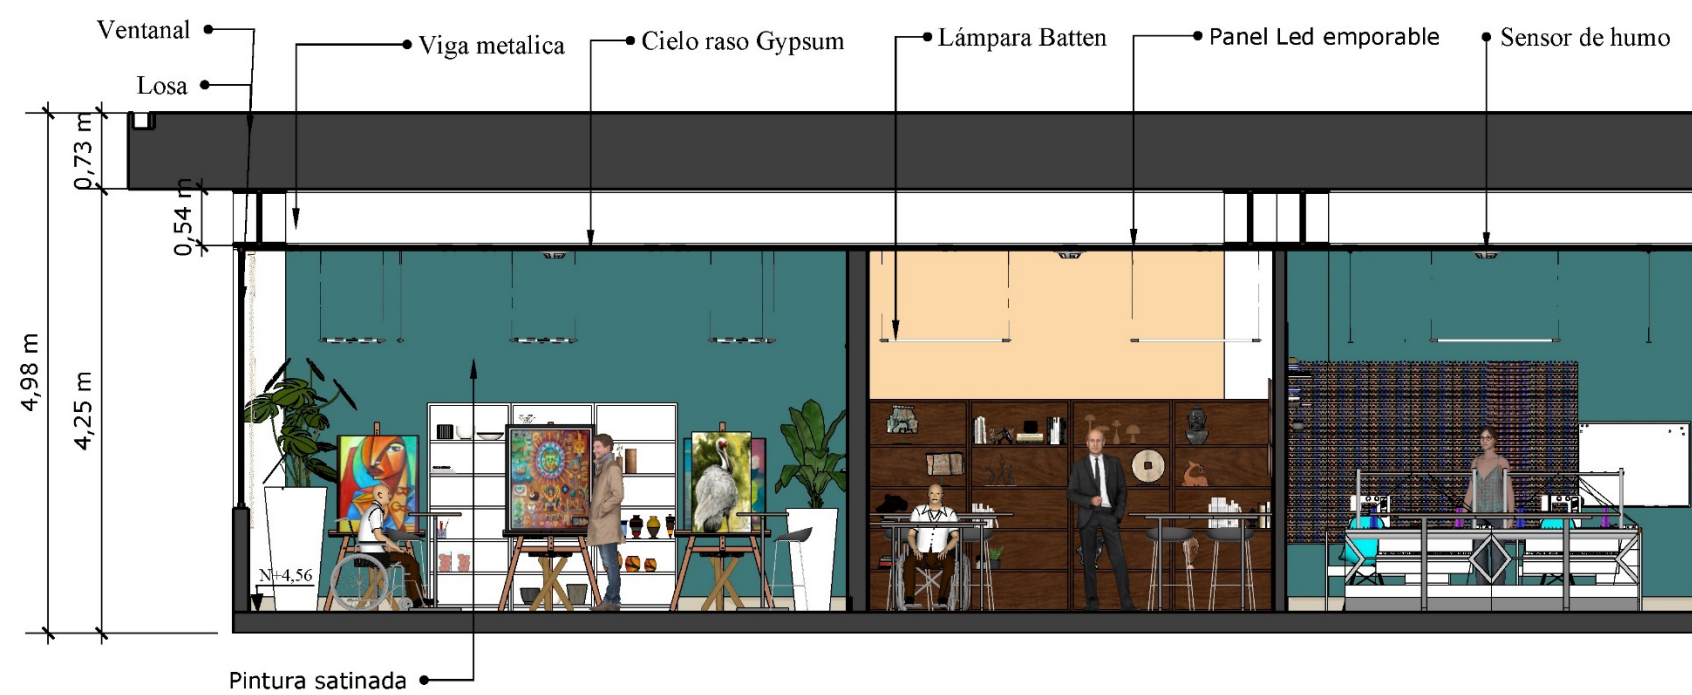 Ventanal
Viga metalica
Cielo raso Gypsum
Lámpara Batten
Panel Led emporable
Sensor de humo
Losa
0,73 m
0,54 m
4,98 m
4,25 m
N+4,56
Pintura satinada